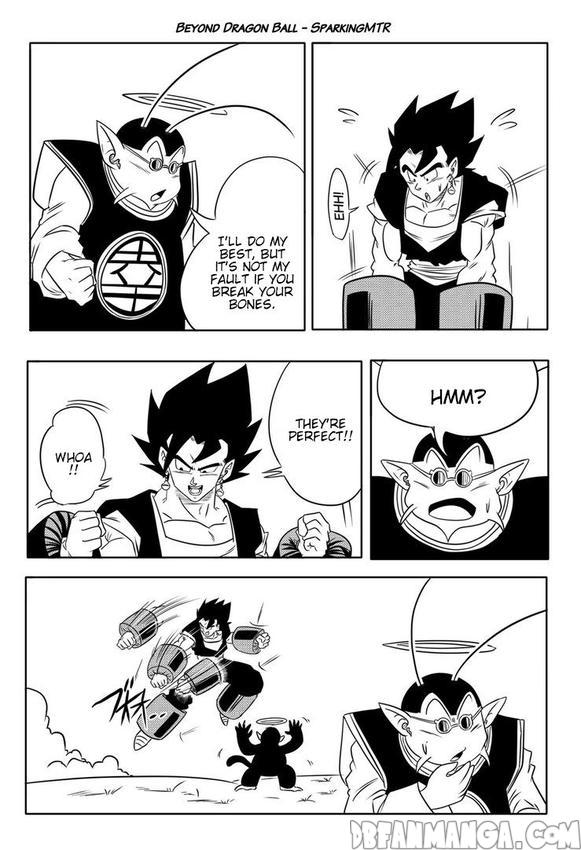 BEYOND DRAGON BALL - SPARKINGMTR
I'LL DO MY
BEST, BUT
IT'S NOT MY
FAULT IF YOU
BREAK YOUR
BONES.
EHH!
WHOA
!!
THEY'RE
PERFECT!!
HMM?
DBFANMANGA.COM